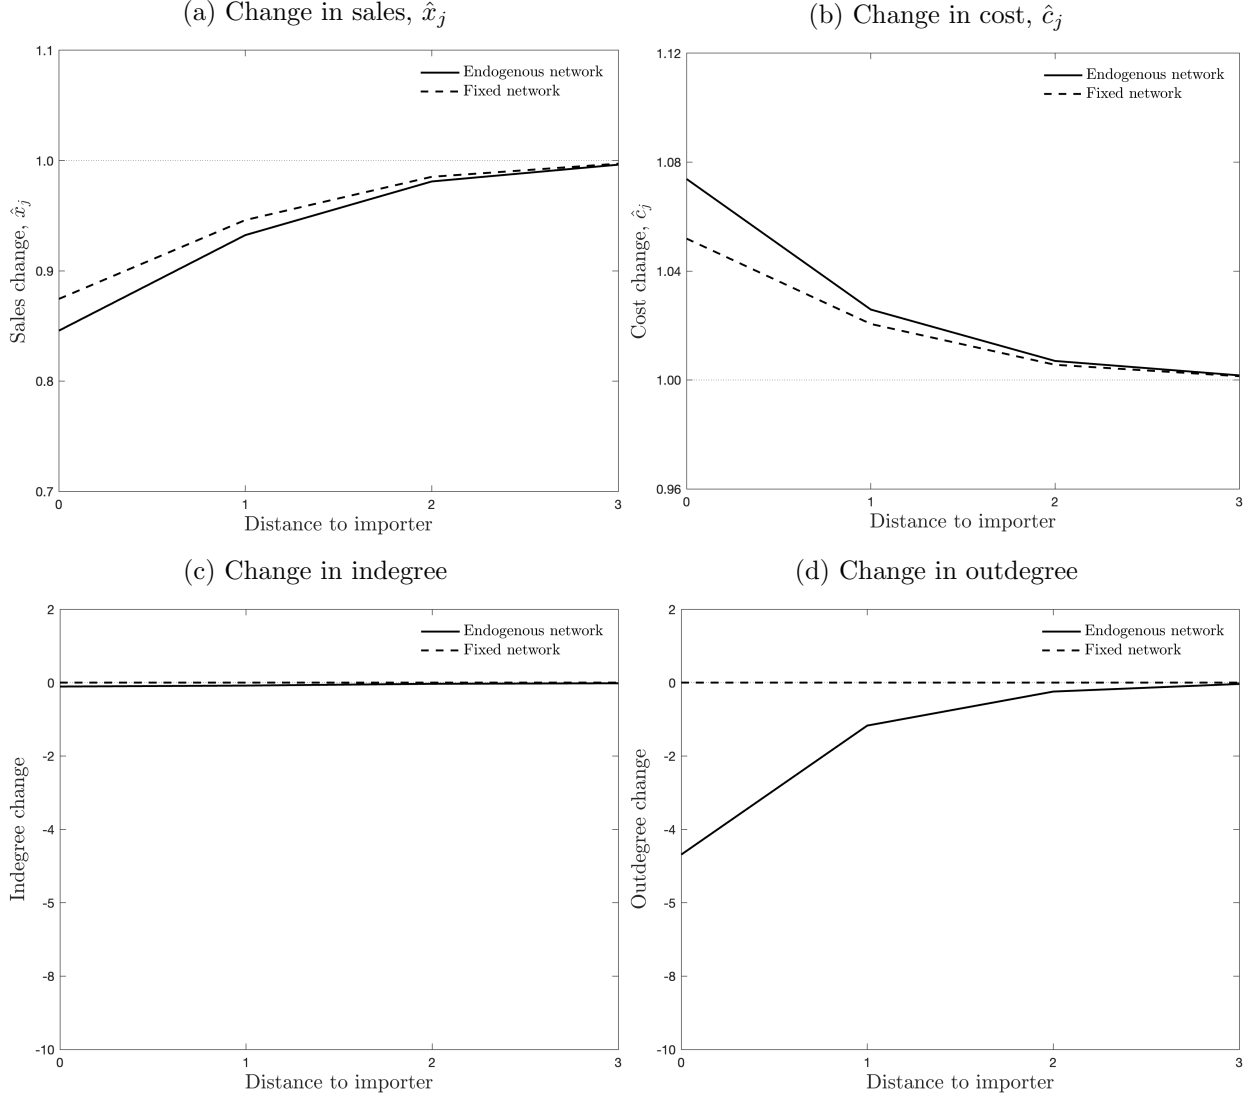 (a) Change in sales, x̂ⱼ
1.1
1.0
0.9
0.8
0.7
Sales change, x̂ⱼ
Endogenous network
Fixed network
0 1 2 3
Distance to importer
(b) Change in cost, ĉⱼ
1.12
1.08
1.04
1.00
0.96
Cost change, ĉⱼ
Endogenous network
Fixed network
0 1 2 3
Distance to importer
(c) Change in indegree
2
0
-2
-4
-5
-8
-10
Indegree change
Endogenous network
Fixed network
0 1 2 3
Distance to importer
(d) Change in outdegree
2
0
-2
-4
-5
-8
-10
Outdegree change
Endogenous network
Fixed network
0 1 2 3
Distance to importer